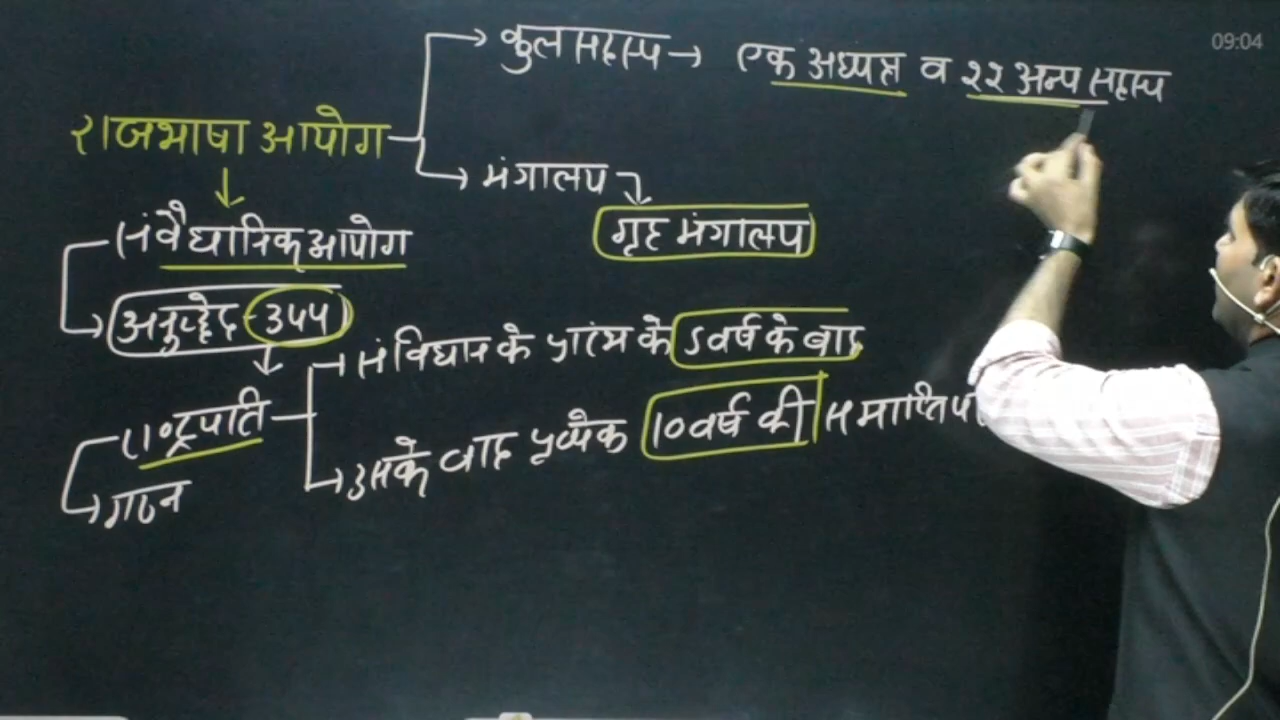 09:04
कुल सदस्य → एक अध्यक्ष व 22 अन्य सदस्य
राजभाषा आयोग
मंत्रालय
गृह मंत्रालय
संवैधानिक आयोग
अनुच्छेद - 344
संविधान के प्रारंभ के 5 वर्ष के बाद
राष्ट्रपति
उसके बाद प्रत्येक 10 वर्ष की समाप्ति प
गठन